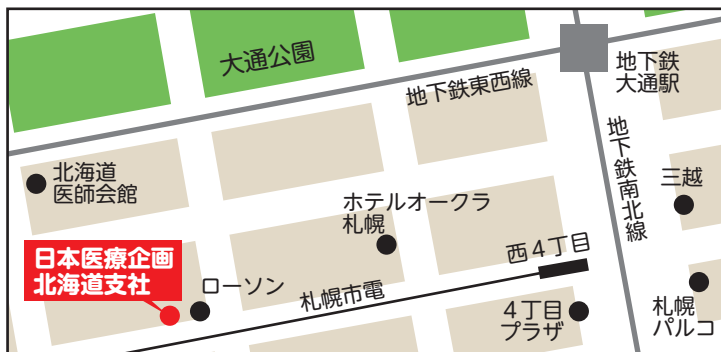 大通公園
地下鉄東西線
地下鉄
大通駅
地下鉄南北線
北海道
医師会館
三越
ホテルオークラ
札幌
西4丁目
日本医療企画
北海道支社
ローソン
札幌市電
4丁目
プラザ
札幌
パルコ